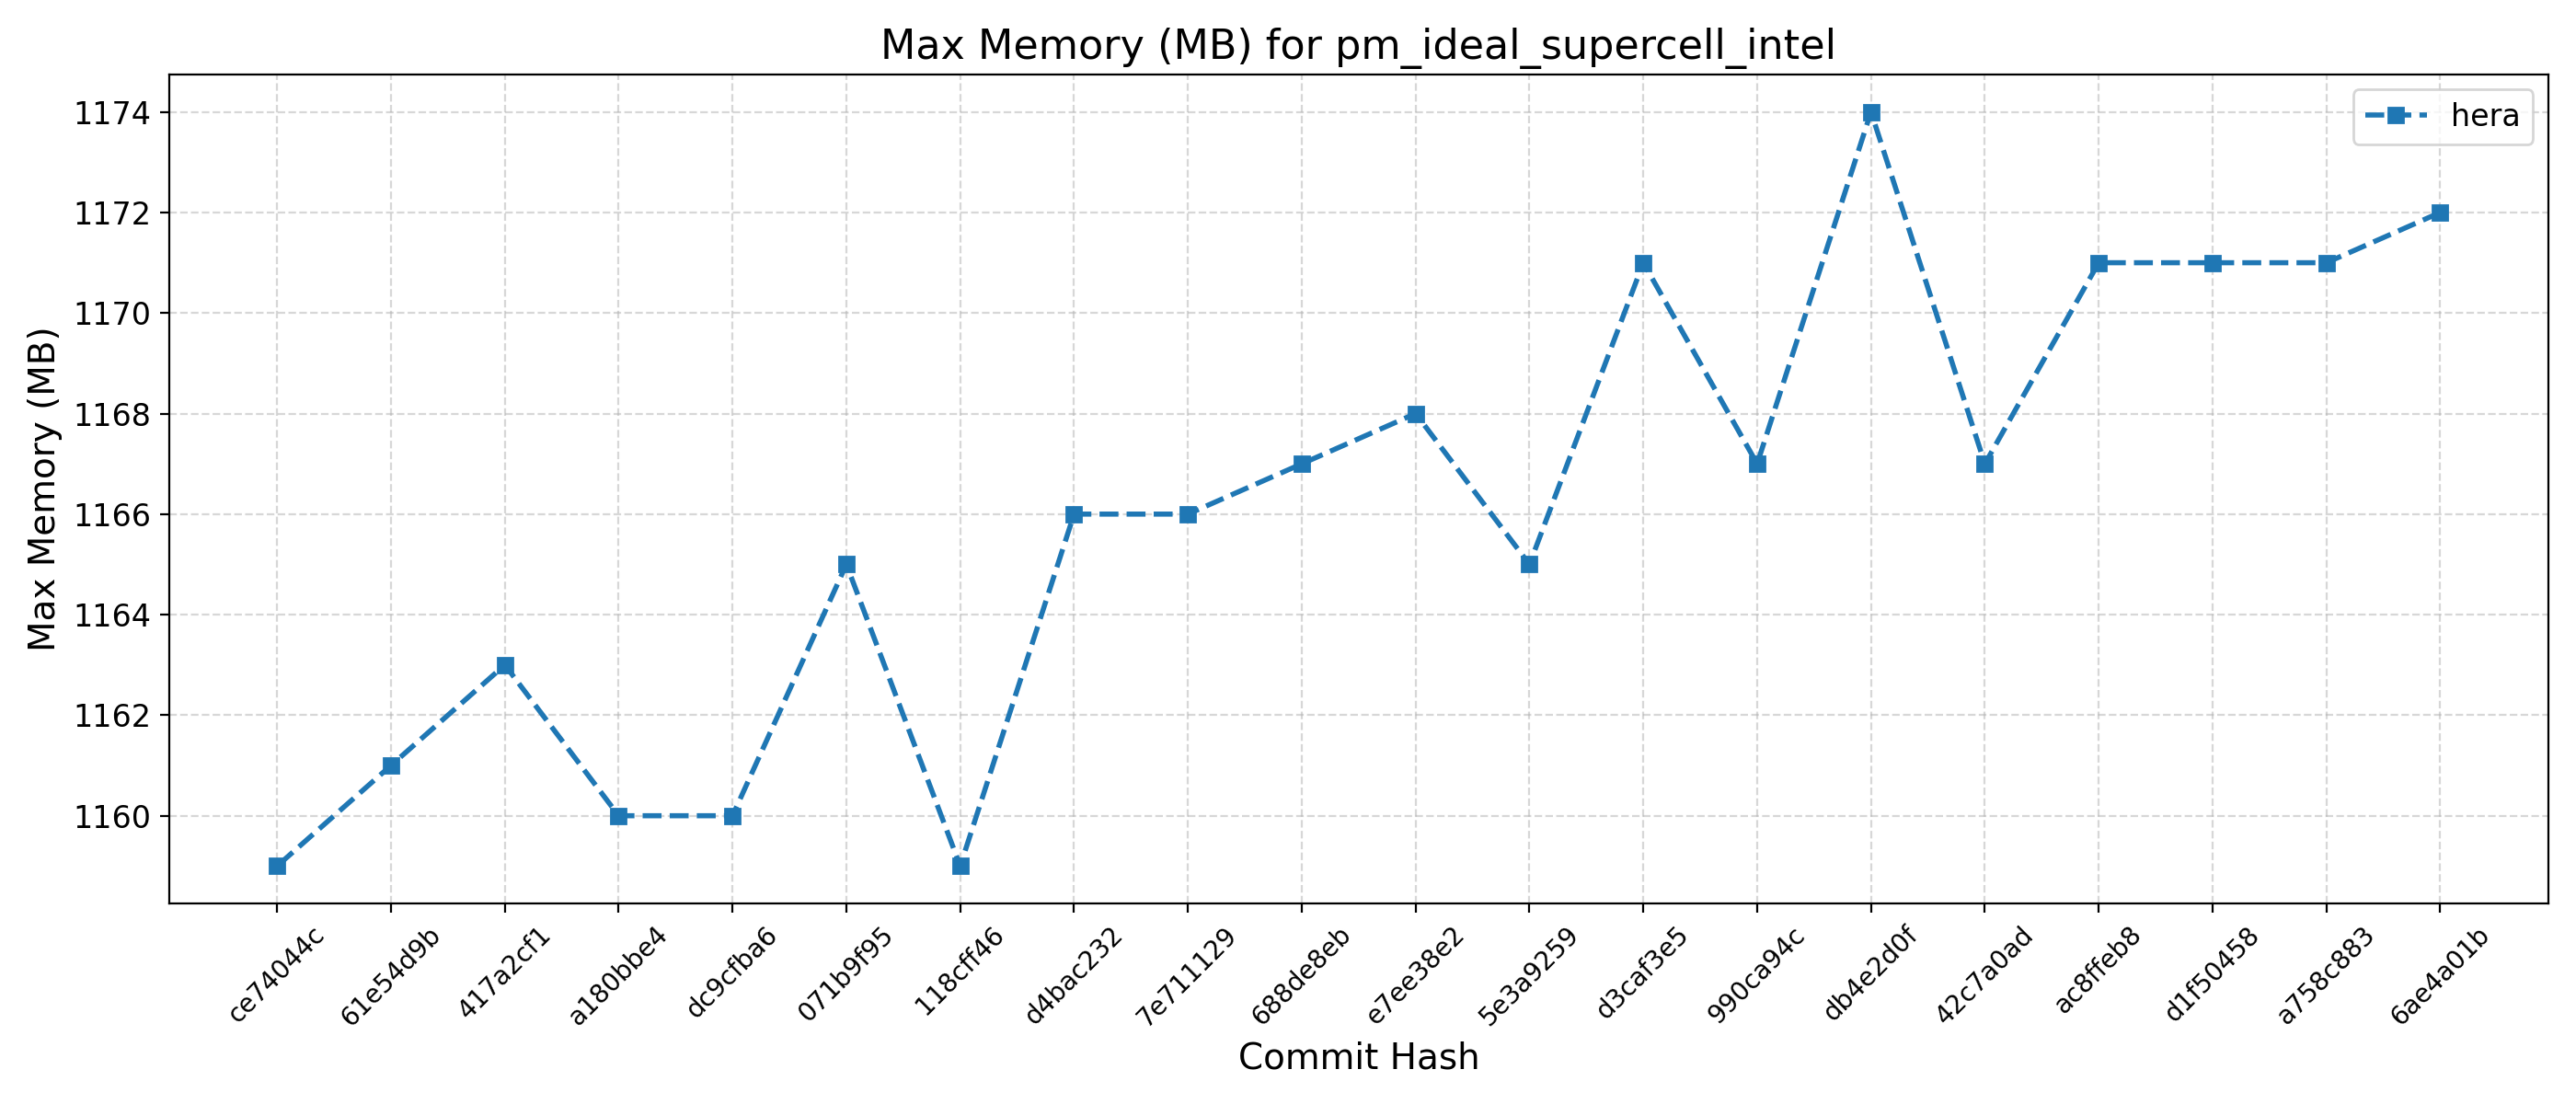 Max Memory (MB) for pm_ideal_supercell_intel
hera
Max Memory (MB)
1174
1172
1170
1168
1166
1164
1162
1160
ce74044c
61e54d9b
417a2cf1
a180bbe4
dc9cfba6
071b9f95
118cff46
d4bac232
7e711129
688de8eb
e7ee38e2
5e3a9259
d3caf3e5
990ca94c
db4e2d0f
42c7a0ad
ac8ffeb8
d1f50458
a758c883
6ae4a01b
Commit Hash